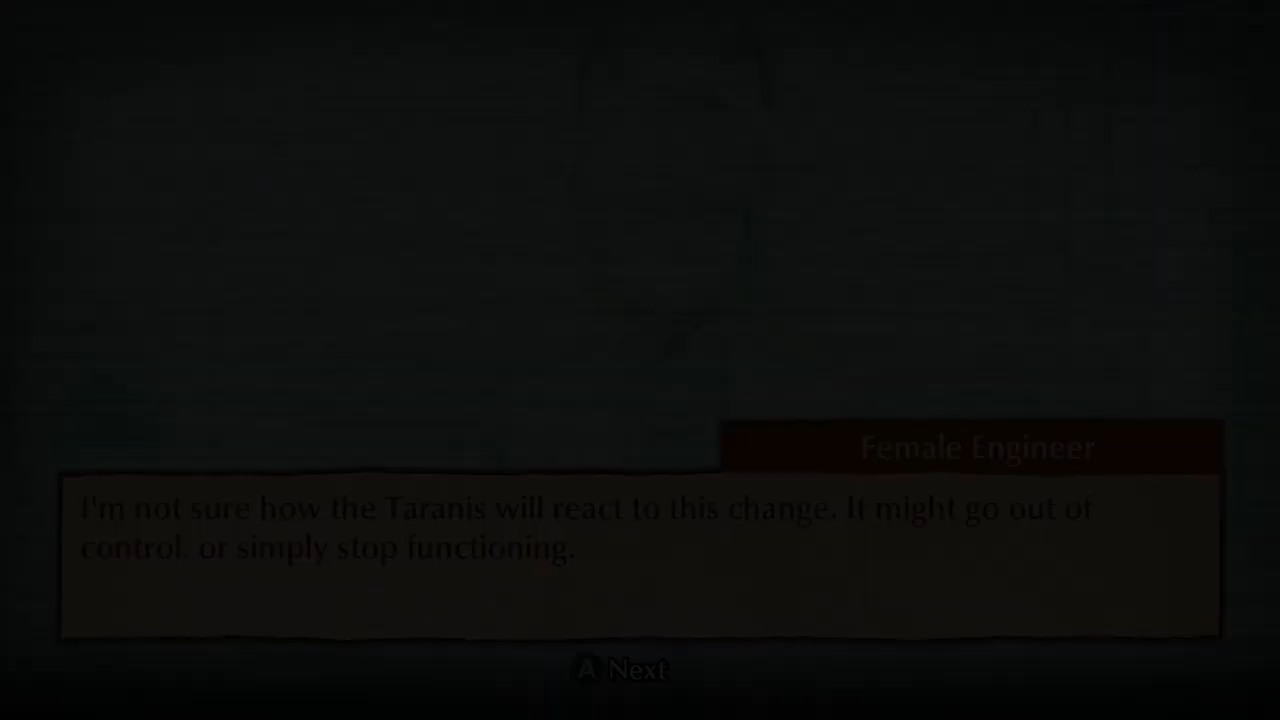 Female Engineer
I'm not sure how the Taranis will react to this change. It might go out of
control, or simply stop functioning.
A Next